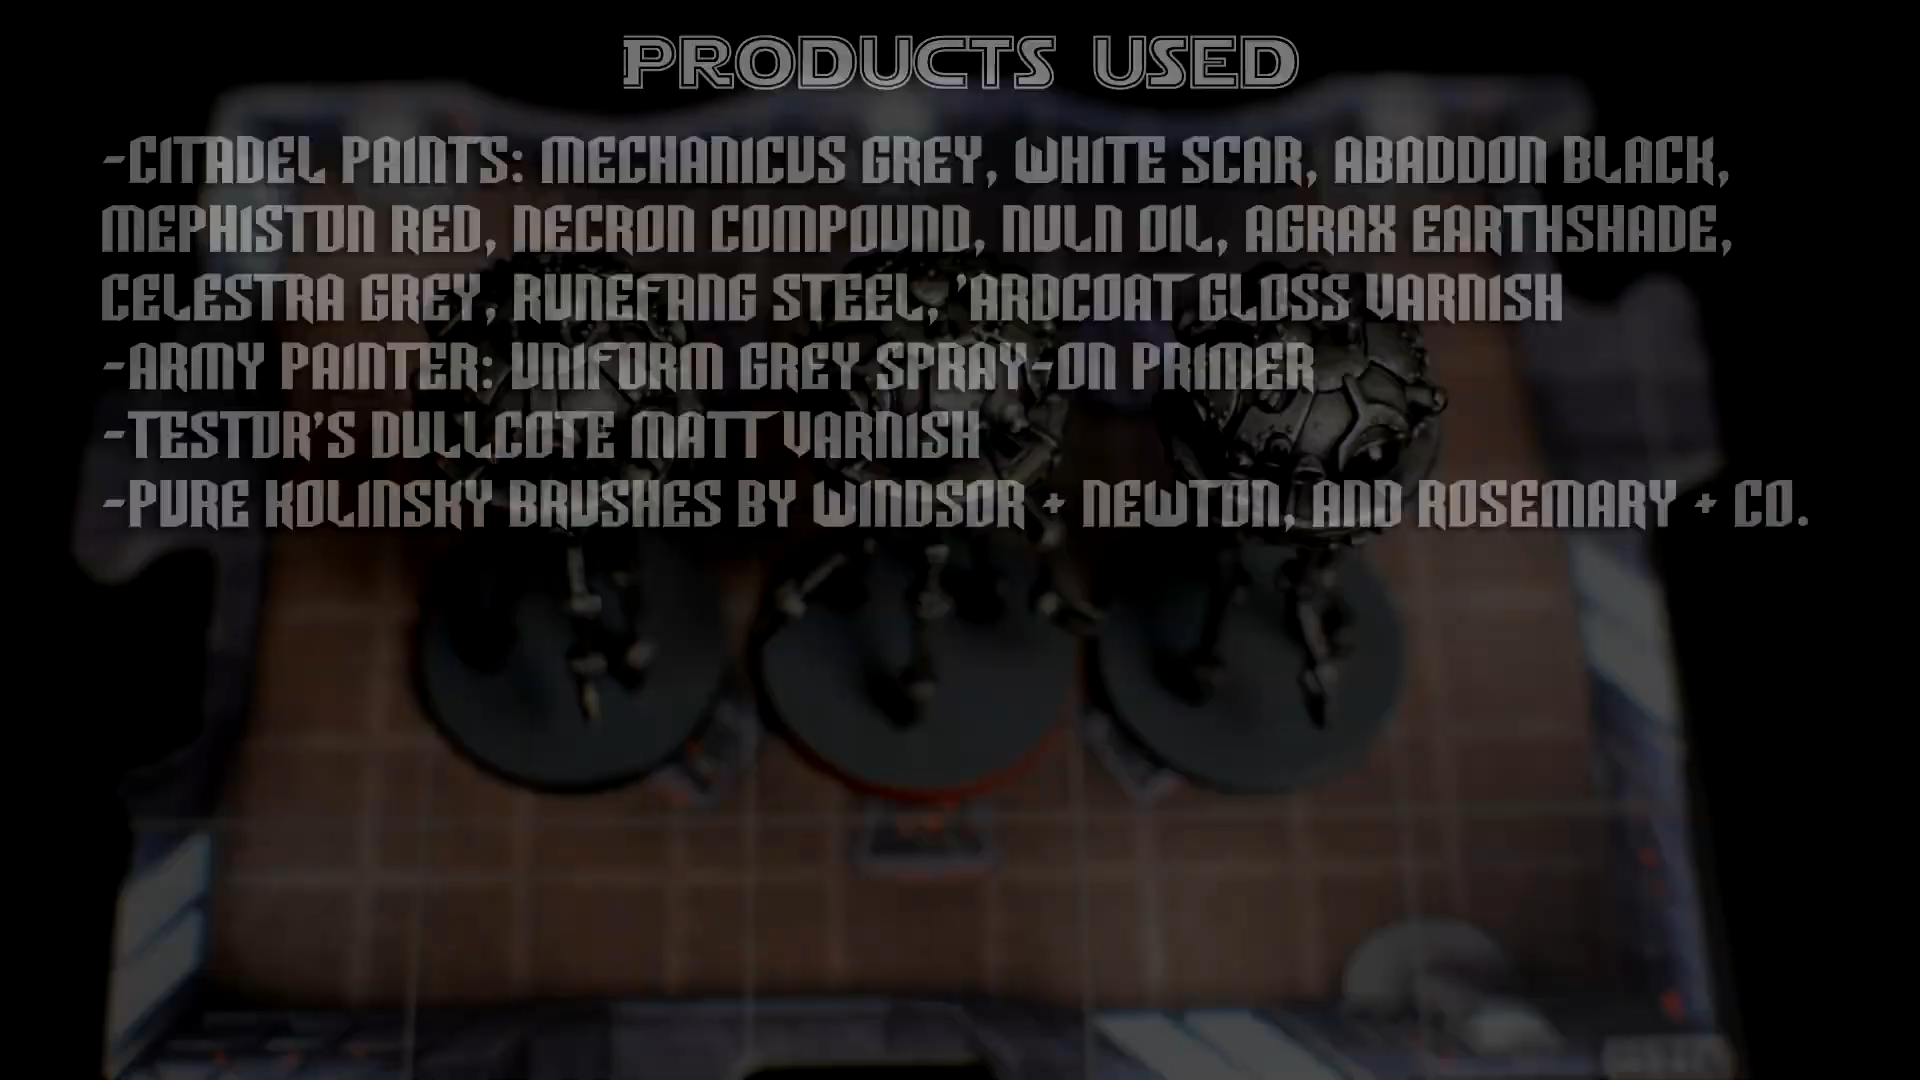 PRODUCTS USED
-CITADEL PAINTS: MECHANICUS GREY, WHITE SCAR, ABADDON BLACK,
MEPHISTON RED, NECRON COMPOUND, NULN OIL, AGRAX EARTHSHADE,
CELESTRA GREY, RUNEFANG STEEL, 'ARDCOAT GLOSS VARNISH
-ARMY PAINTER: UNIFORM GREY SPRAY-ON PRIMER
-TESTOR'S DULLCOTE MATT VARNISH
-PURE KOLINSKY BRUSHES BY WINDSOR + NEWTON, AND ROSEMARY + CO.